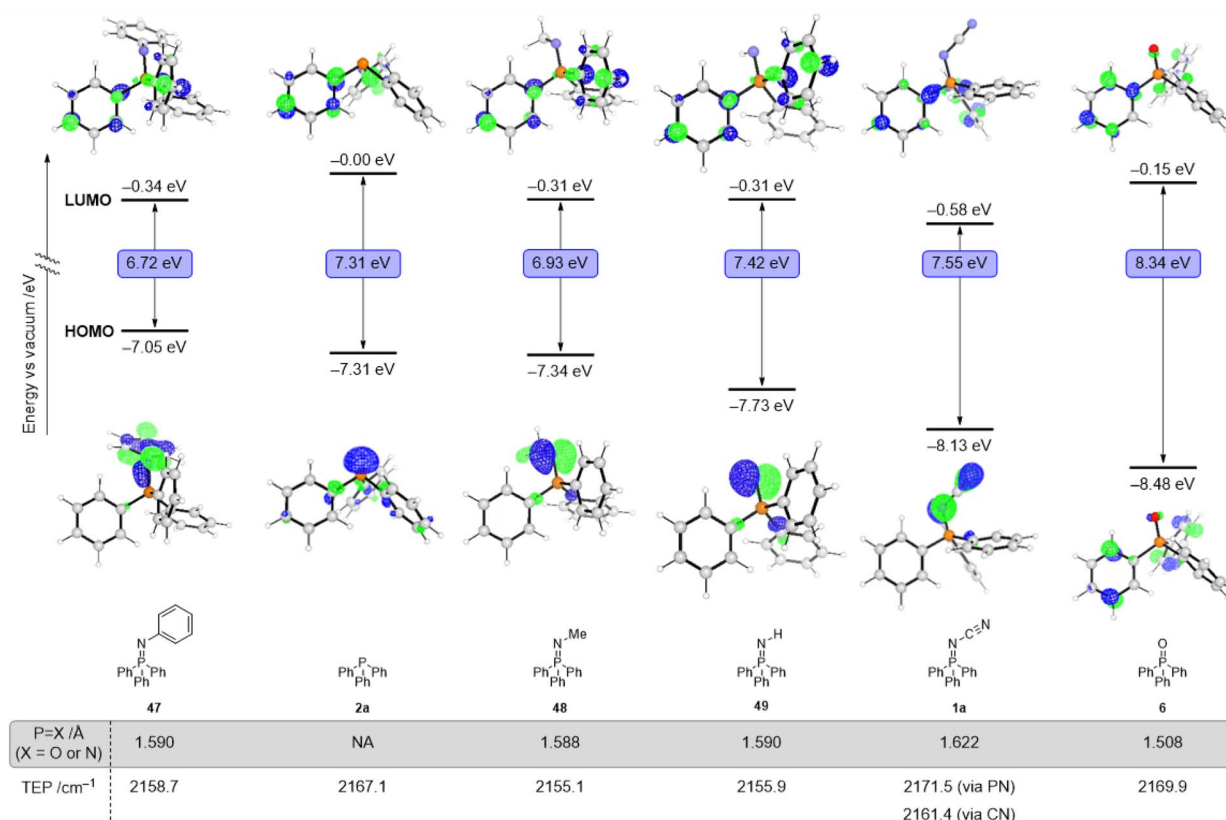 –0.34 eV
–0.00 eV
–0.31 eV
–0.31 eV
–0.58 eV
–0.15 eV
LUMO
6.72 eV
7.31 eV
6.93 eV
7.42 eV
7.55 eV
8.34 eV
Energy vs vacuum /eV
HOMO
–7.05 eV
–7.31 eV
–7.34 eV
–7.73 eV
–8.13 eV
–8.48 eV
N
Ph P Ph
Ph
47
Ph P Ph
Ph
2a
N Me
Ph P Ph
Ph
48
N H
Ph P Ph
Ph
49
N C N
Ph P Ph
Ph
1a
O
Ph P Ph
Ph
6
P=X /Å
(X = O or N)
1.590
NA
1.588
1.590
1.622
1.508
TEP /cm⁻¹
2158.7
2167.1
2155.1
2155.9
2171.5 (via PN)
2161.4 (via CN)
2169.9